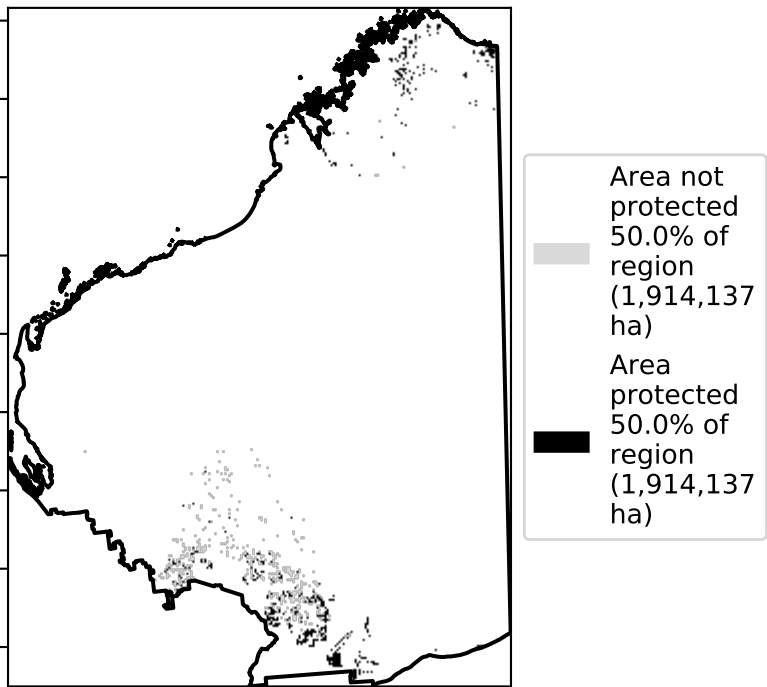 Area not
protected
50.0% of
region
(1,914,137
ha)
Area
protected
50.0% of
region
(1,914,137
ha)